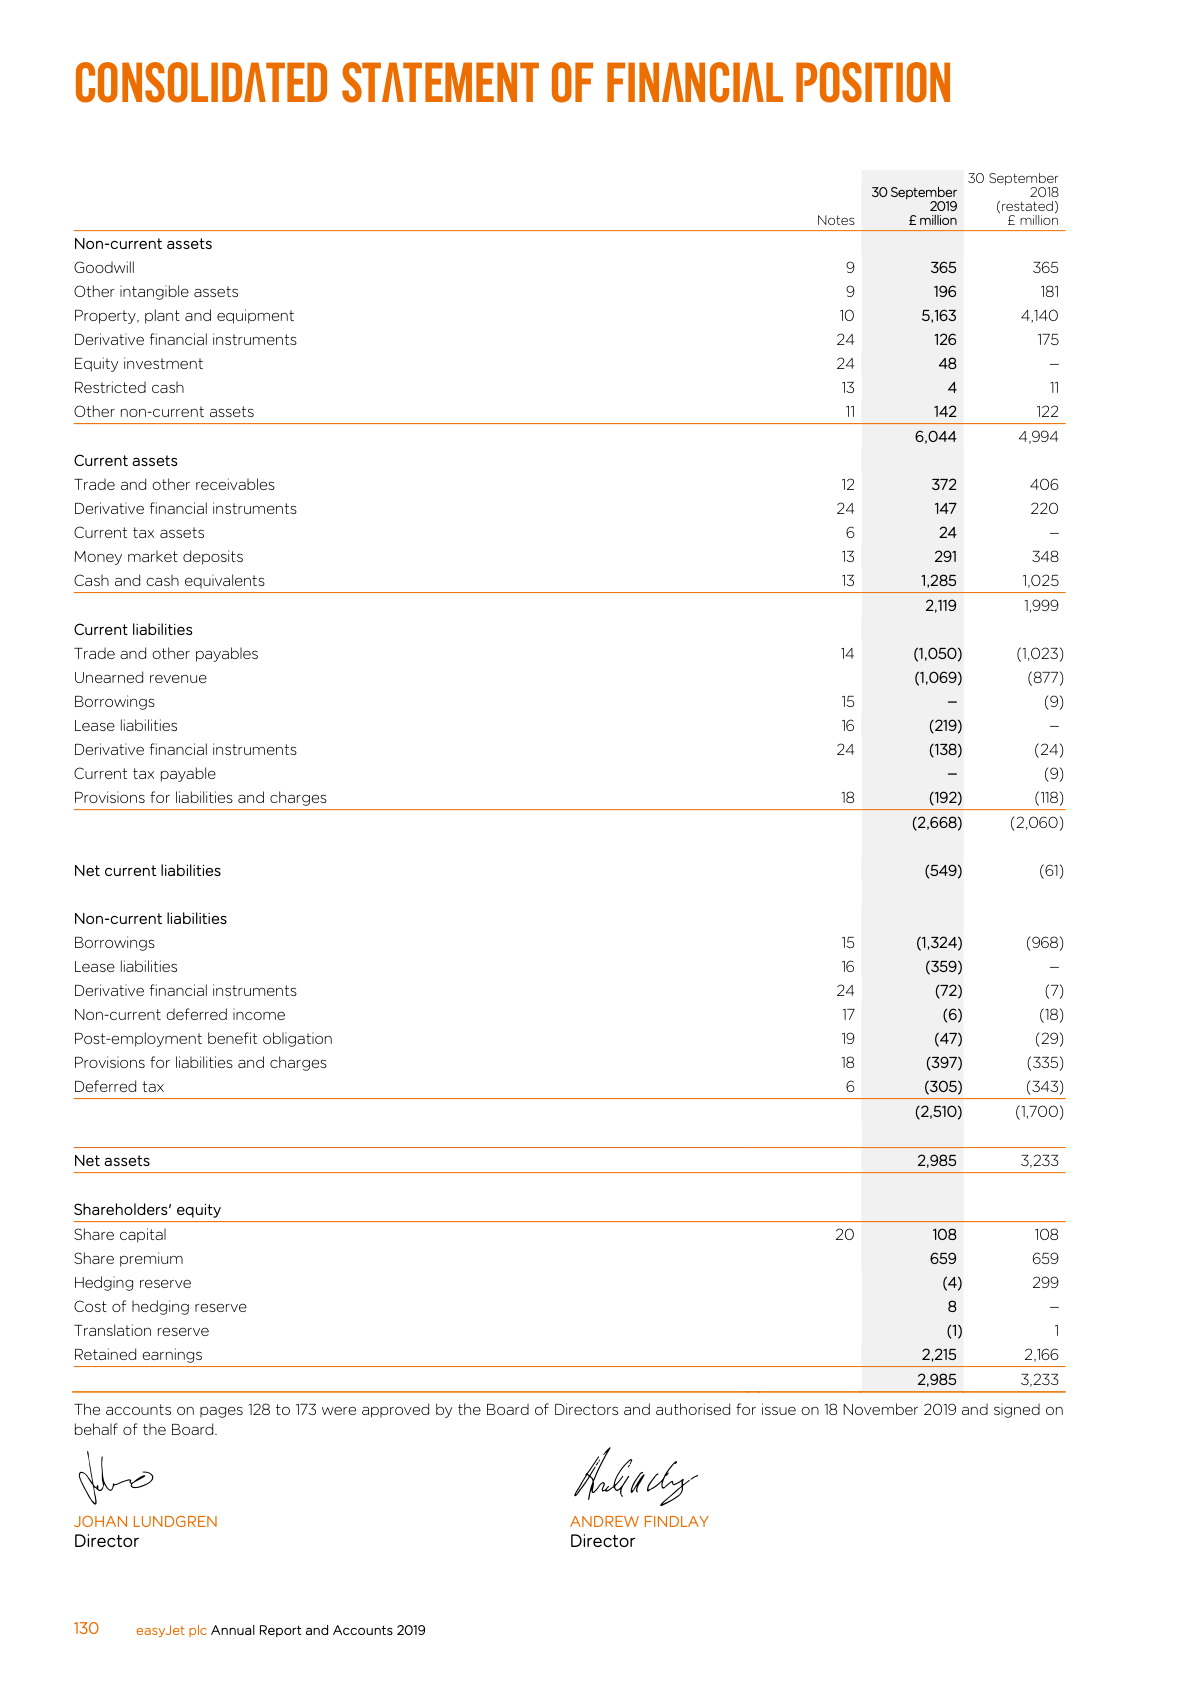 CONSOLIDATED STATEMENT OF FINANCIAL POSITION
Notes 30 September 2019 £ million 30 September 2018 (restated) £ million
Non-current assets
Goodwill 9 365 365
Other intangible assets 9 196 181
Property, plant and equipment 10 5,163 4,140
Derivative financial instruments 24 126 175
Equity investment 24 48 –
Restricted cash 13 4 11
Other non-current assets 11 142 122
6,044 4,994
Current assets
Trade and other receivables 12 372 406
Derivative financial instruments 24 147 220
Current tax assets 6 24 –
Money market deposits 13 291 348
Cash and cash equivalents 13 1,285 1,025
2,119 1,999
Current liabilities
Trade and other payables 14 (1,050) (1,023)
Unearned revenue (1,069) (877)
Borrowings 15 – (9)
Lease liabilities 16 (219) –
Derivative financial instruments 24 (138) (24)
Current tax payable – (9)
Provisions for liabilities and charges 18 (192) (118)
(2,668) (2,060)
Net current liabilities (549) (61)
Non-current liabilities
Borrowings 15 (1,324) (968)
Lease liabilities 16 (359) –
Derivative financial instruments 24 (72) (7)
Non-current deferred income 17 (6) (18)
Post-employment benefit obligation 19 (47) (29)
Provisions for liabilities and charges 18 (397) (335)
Deferred tax 6 (305) (343)
(2,510) (1,700)
Net assets 2,985 3,233
Shareholders' equity
Share capital 20 108 108
Share premium 659 659
Hedging reserve (4) 299
Cost of hedging reserve 8 –
Translation reserve (1) 1
Retained earnings 2,215 2,166
2,985 3,233
The accounts on pages 128 to 173 were approved by the Board of Directors and authorised for issue on 18 November 2019 and signed on
behalf of the Board.
JOHAN LUNDGREN ANDREW FINDLAY
Director Director
130 easyJet plc Annual Report and Accounts 2019